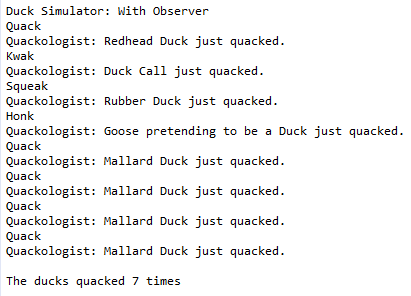 Duck Simulator: With Observer
Quack
Quackologist: Redhead Duck just quacked.
Kwak
Quackologist: Duck Call just quacked.
Squeak
Quackologist: Rubber Duck just quacked.
Honk
Quackologist: Goose pretending to be a Duck just quacked.
Quack
Quackologist: Mallard Duck just quacked.
Quack
Quackologist: Mallard Duck just quacked.
Quack
Quackologist: Mallard Duck just quacked.
Quack
Quackologist: Mallard Duck just quacked.
The ducks quacked 7 times